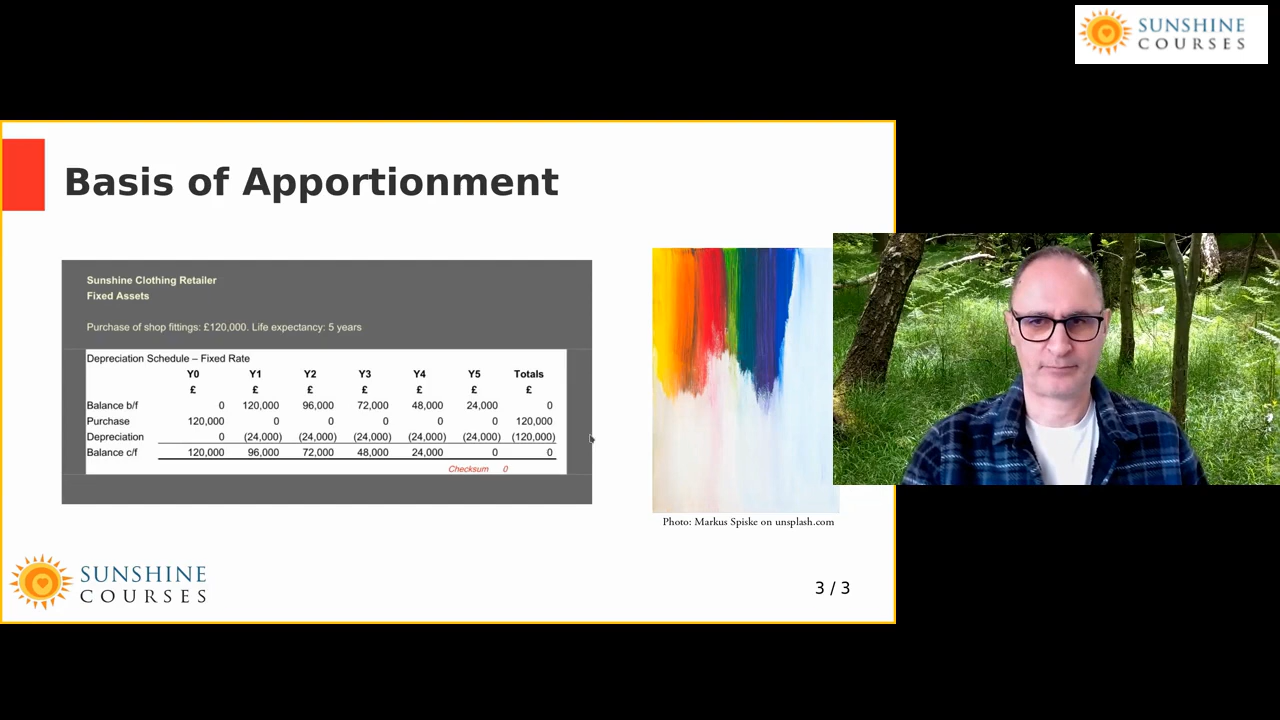 SUNSHINE
COURSES
Basis of Apportionment
Sunshine Clothing Retailer
Fixed Assets
Purchase of shop fittings: £120,000. Life expectancy: 5 years
Depreciation Schedule – Fixed Rate
Y0 Y1 Y2 Y3 Y4 Y5 Totals
£ £ £ £ £ £ £
Balance b/f 0 120,000 96,000 72,000 48,000 24,000 0
Purchase 120,000 0 0 0 0 0 120,000
Depreciation 0 (24,000) (24,000) (24,000) (24,000) (24,000) (120,000)
Balance c/f 120,000 96,000 72,000 48,000 24,000 0 0
Checksum 0
Photo: Markus Spiske on unsplash.com
SUNSHINE
COURSES
3 / 3